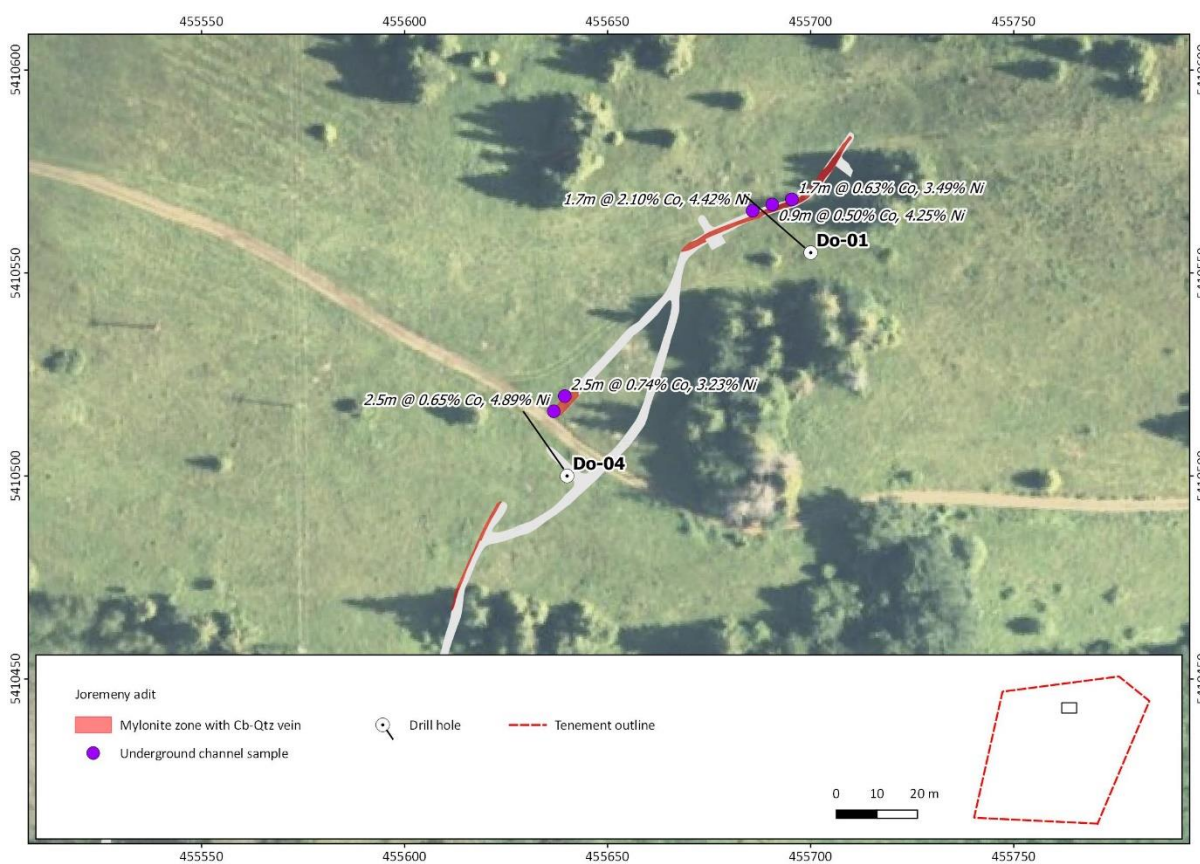 455550 455600 455650 455700 455750
5410600 5410600
1.7m @ 2.10% Co, 4.42% Ni
1.7m @ 0.63% Co, 3.49% Ni
0.9m @ 0.50% Co, 4.25% Ni
Do-01
5410550 5410550
2.5m @ 0.74% Co, 3.23% Ni
2.5m @ 0.65% Co, 4.89% Ni
Do-04
5410500 5410500
5410450 5410450
Joremeny adit
Mylonite zone with Cb-Qtz vein
Drill hole
Tenement outline
Underground channel sample
0 10 20 m
455550 455600 455650 455700 455750